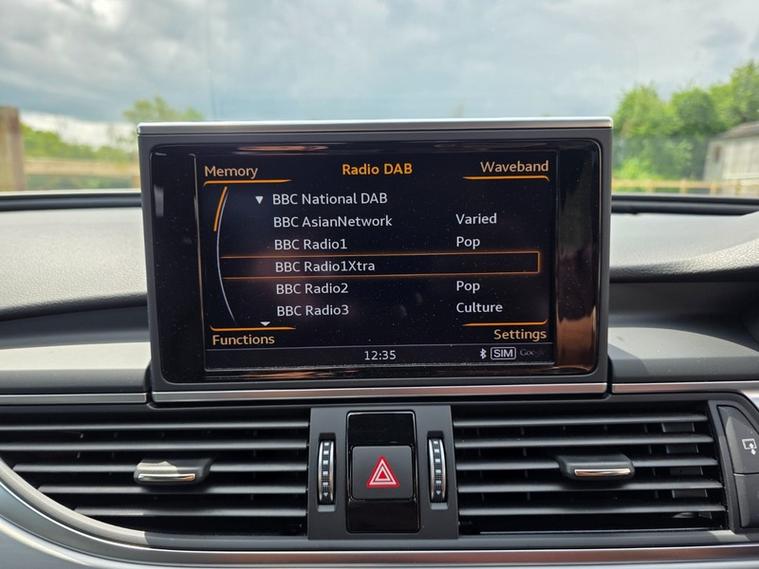 Memory Radio DAB Waveband
BBC National DAB
BBC AsianNetwork Varied
BBC Radio1 Pop
BBC Radio1Xtra
BBC Radio2 Pop
BBC Radio3 Culture
Functions Settings
12:35 SIM Google